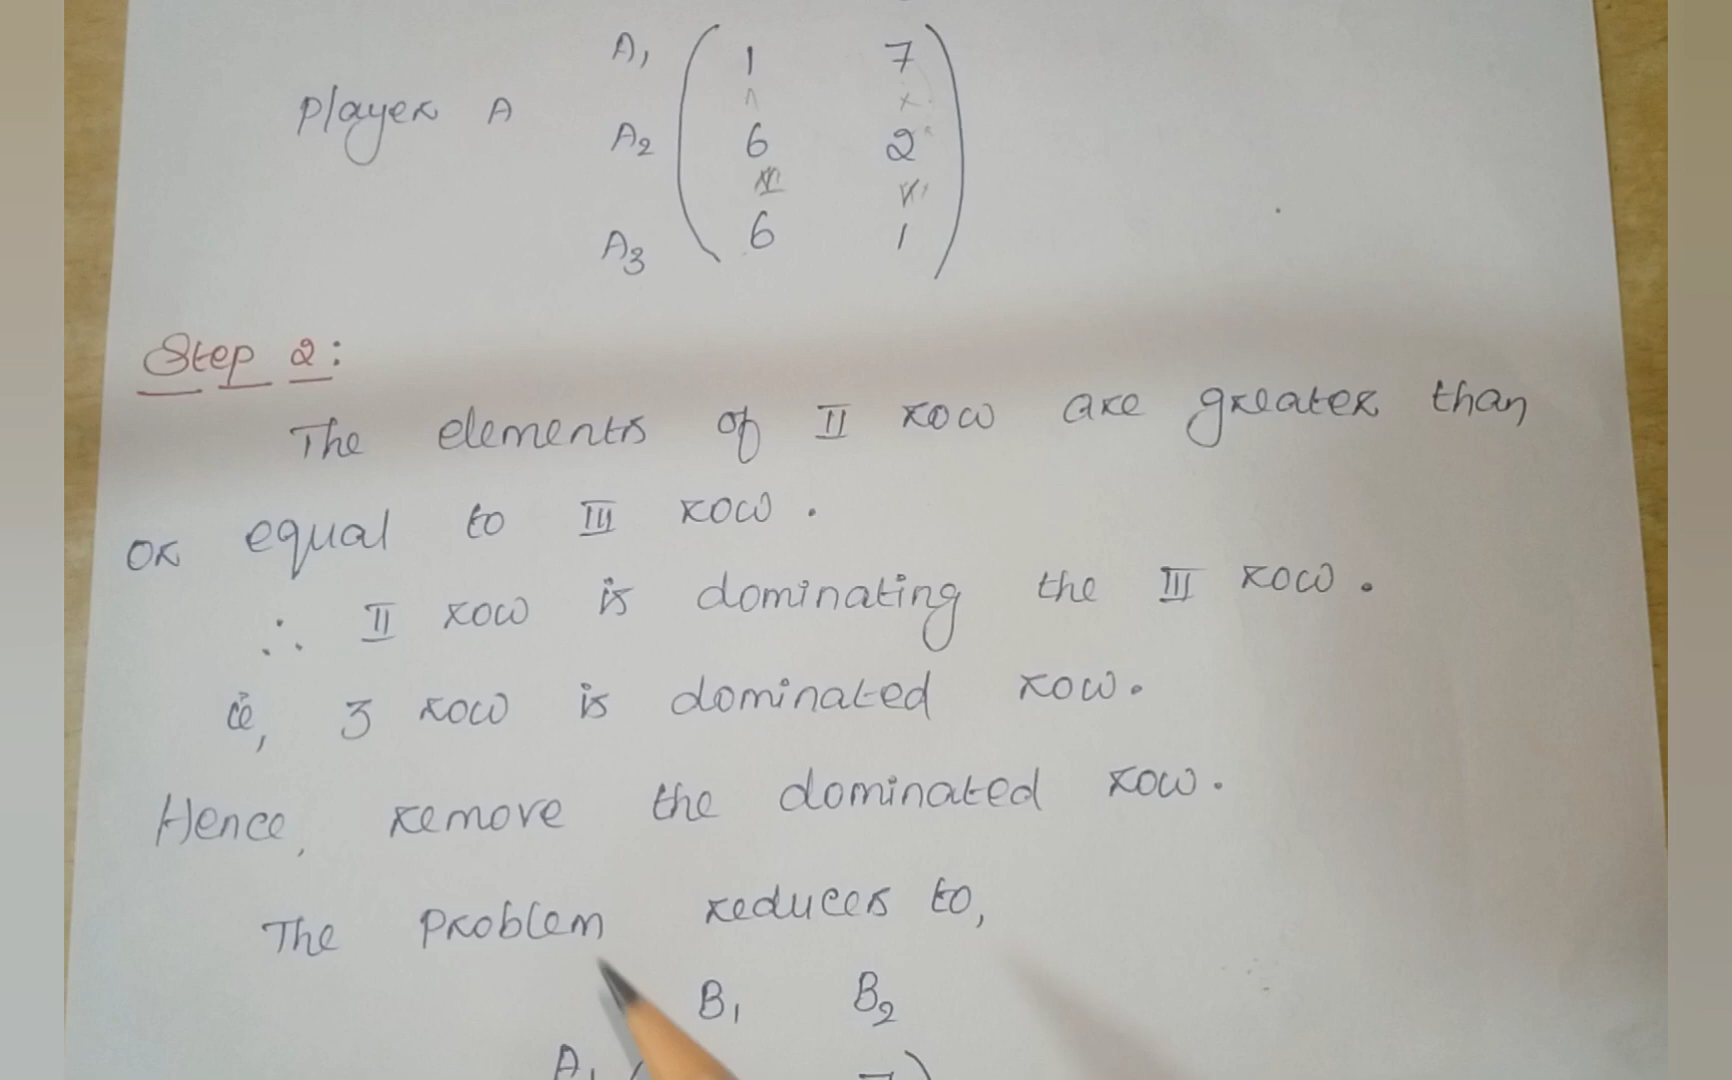 A1 1 7
Player A
A2 6 2
A3 6 1
Step 2:
The elements of II row are greater than
or equal to III row.
∴ II row is dominating the III row.
ie, 3 row is dominated row.
Hence, remove the dominated row.
The Problem reduces to,
B1 B2
A1 7